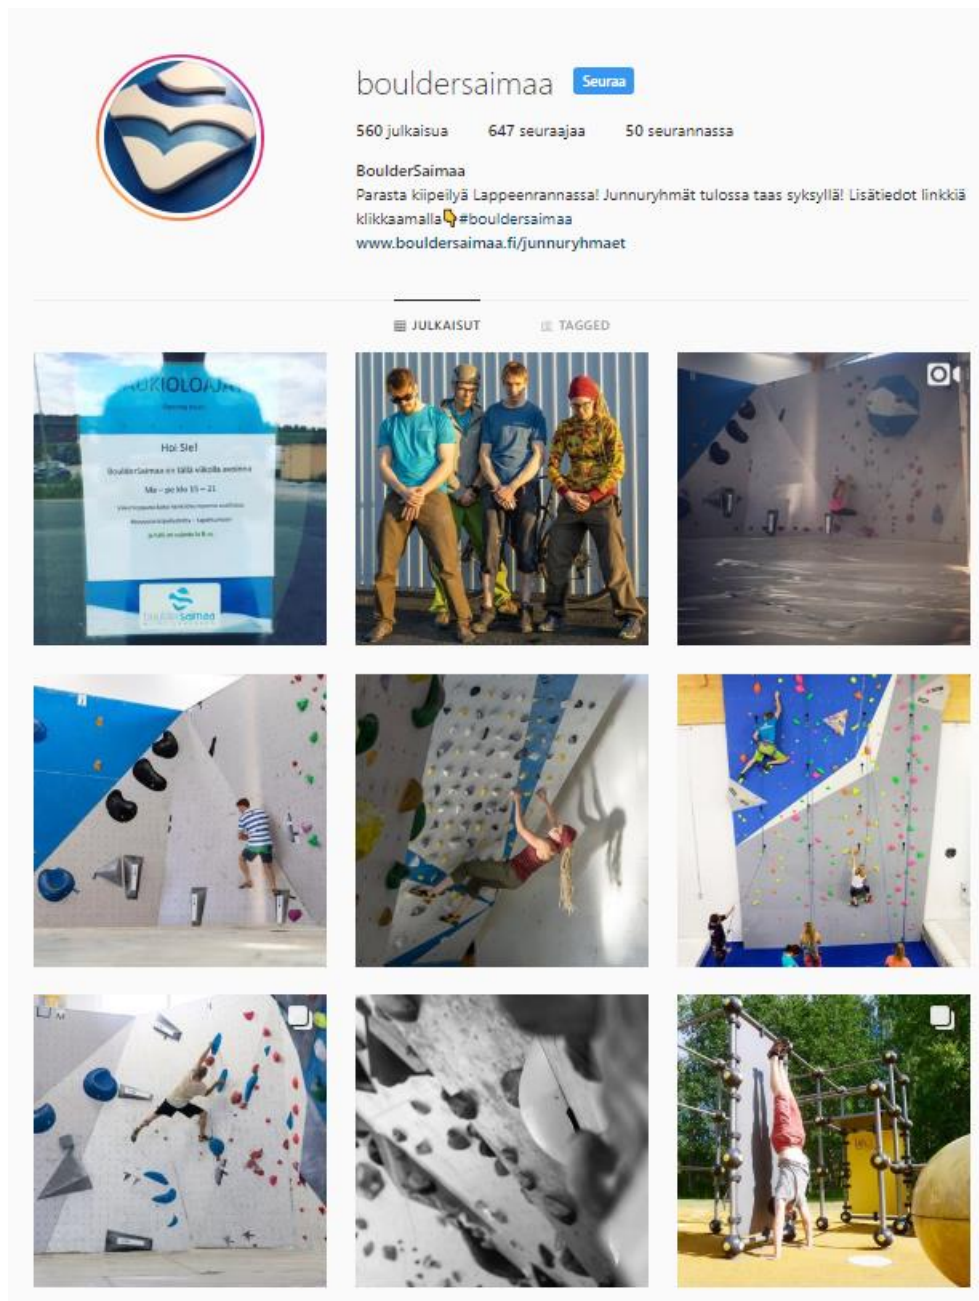 bouldersaimaa Seuraa
560 julkaisua 647 seuraajaa 50 seurannassa
BoulderSaimaa
Parasta kiipeilyä Lappeenrannassa! Junnuryhmät tulossa taas syksyllä! Lisätiedot linkkiä
klikkaamalla👇#bouldersaimaa
www.bouldersaimaa.fi/junnuryhmaet
JULKAISUT TAGGED
AUKIOLOAJAT
Hoi Sie!
BoulderSaimaa on tällä viikolla avoinna
Ma – pe klo 15 – 21
bouldersaimaa